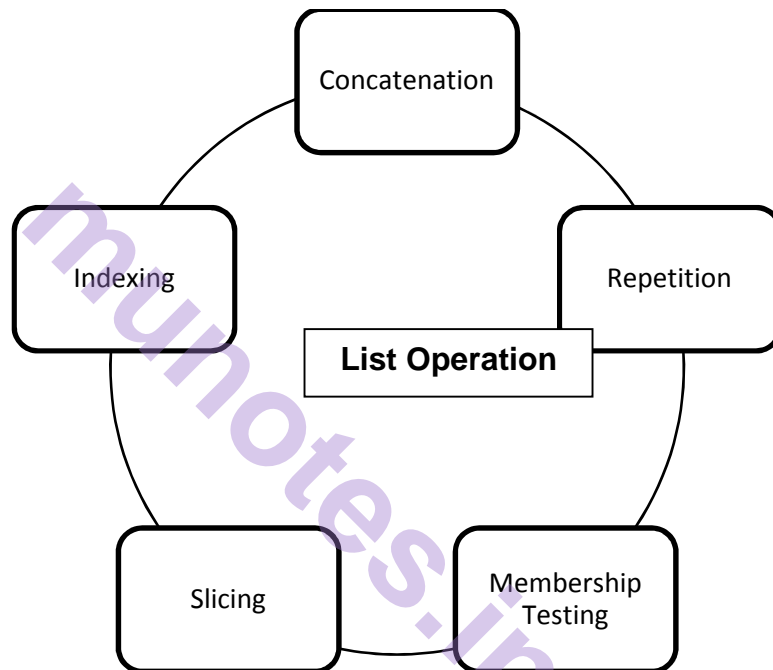 Concatenation
Indexing
Repetition
List Operation
Slicing
Membership
Testing
munotes.in